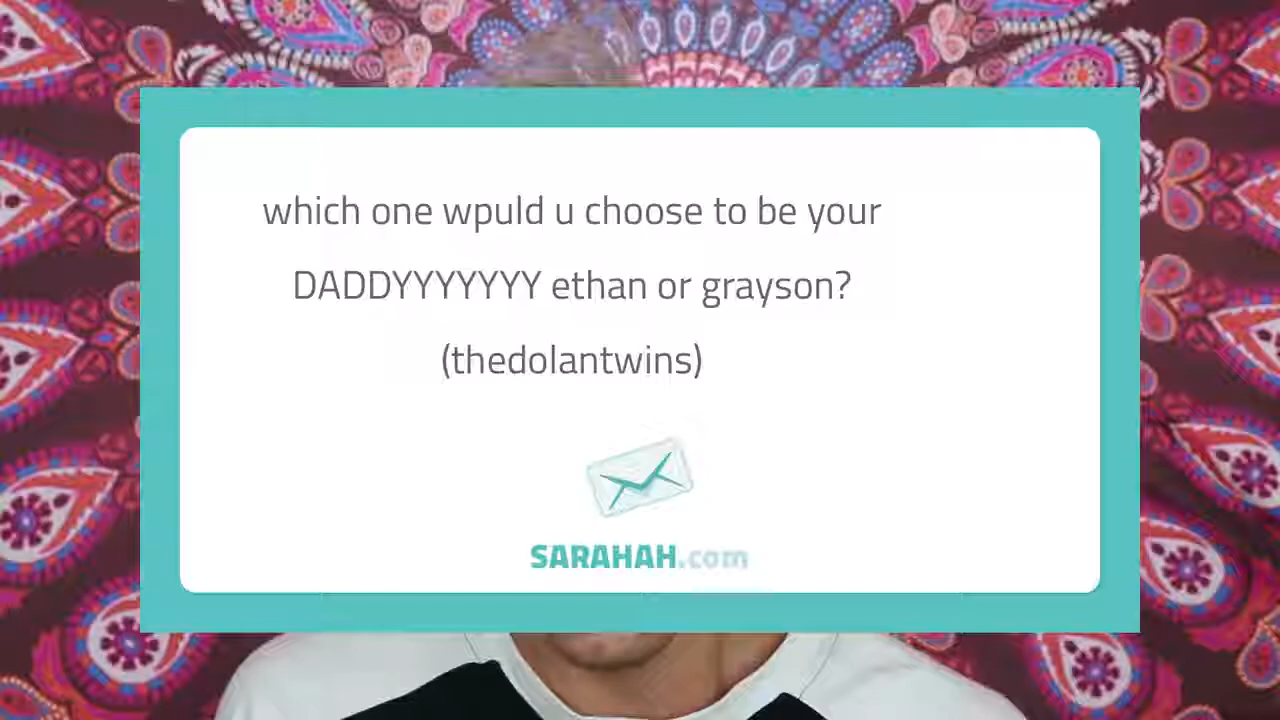 which one wpuld u choose to be your
DADDYYYYYYY ethan or grayson?
(thedolantwins)
SARAHAH.com